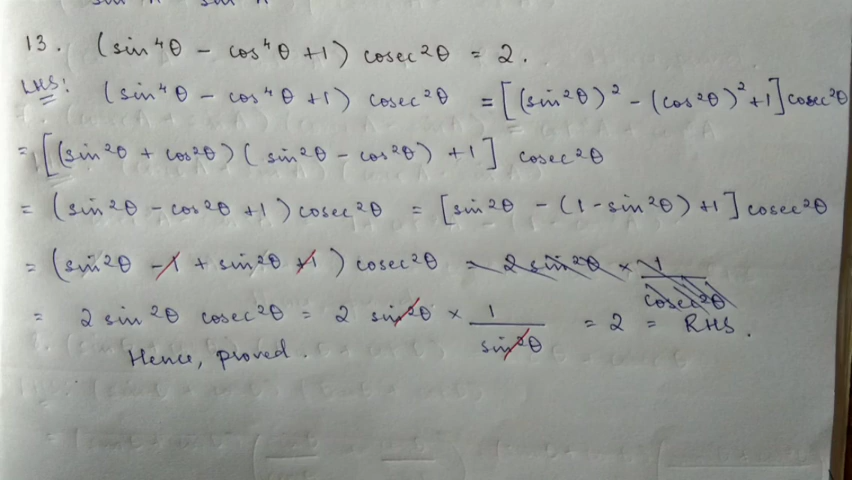 13. (sin⁴θ - cos⁴θ +1) cosec²θ = 2.
LHS: (sin⁴θ - cos⁴θ +1) cosec²θ = [(sin²θ)² - (cos²θ)² +1] cosec²θ
= [(sin²θ + cos²θ)(sin²θ - cos²θ) +1] cosec²θ
= (sin²θ - cos²θ +1) cosec²θ = [sin²θ - (1 - sin²θ) +1] cosec²θ
= (sin²θ - 1 + sin²θ +1) cosec²θ = 2 sin²θ × 1/cosec²θ
= 2 sin²θ cosec²θ = 2 sin²θ × 1/sin²θ = 2 = RHS.
Hence, proved.